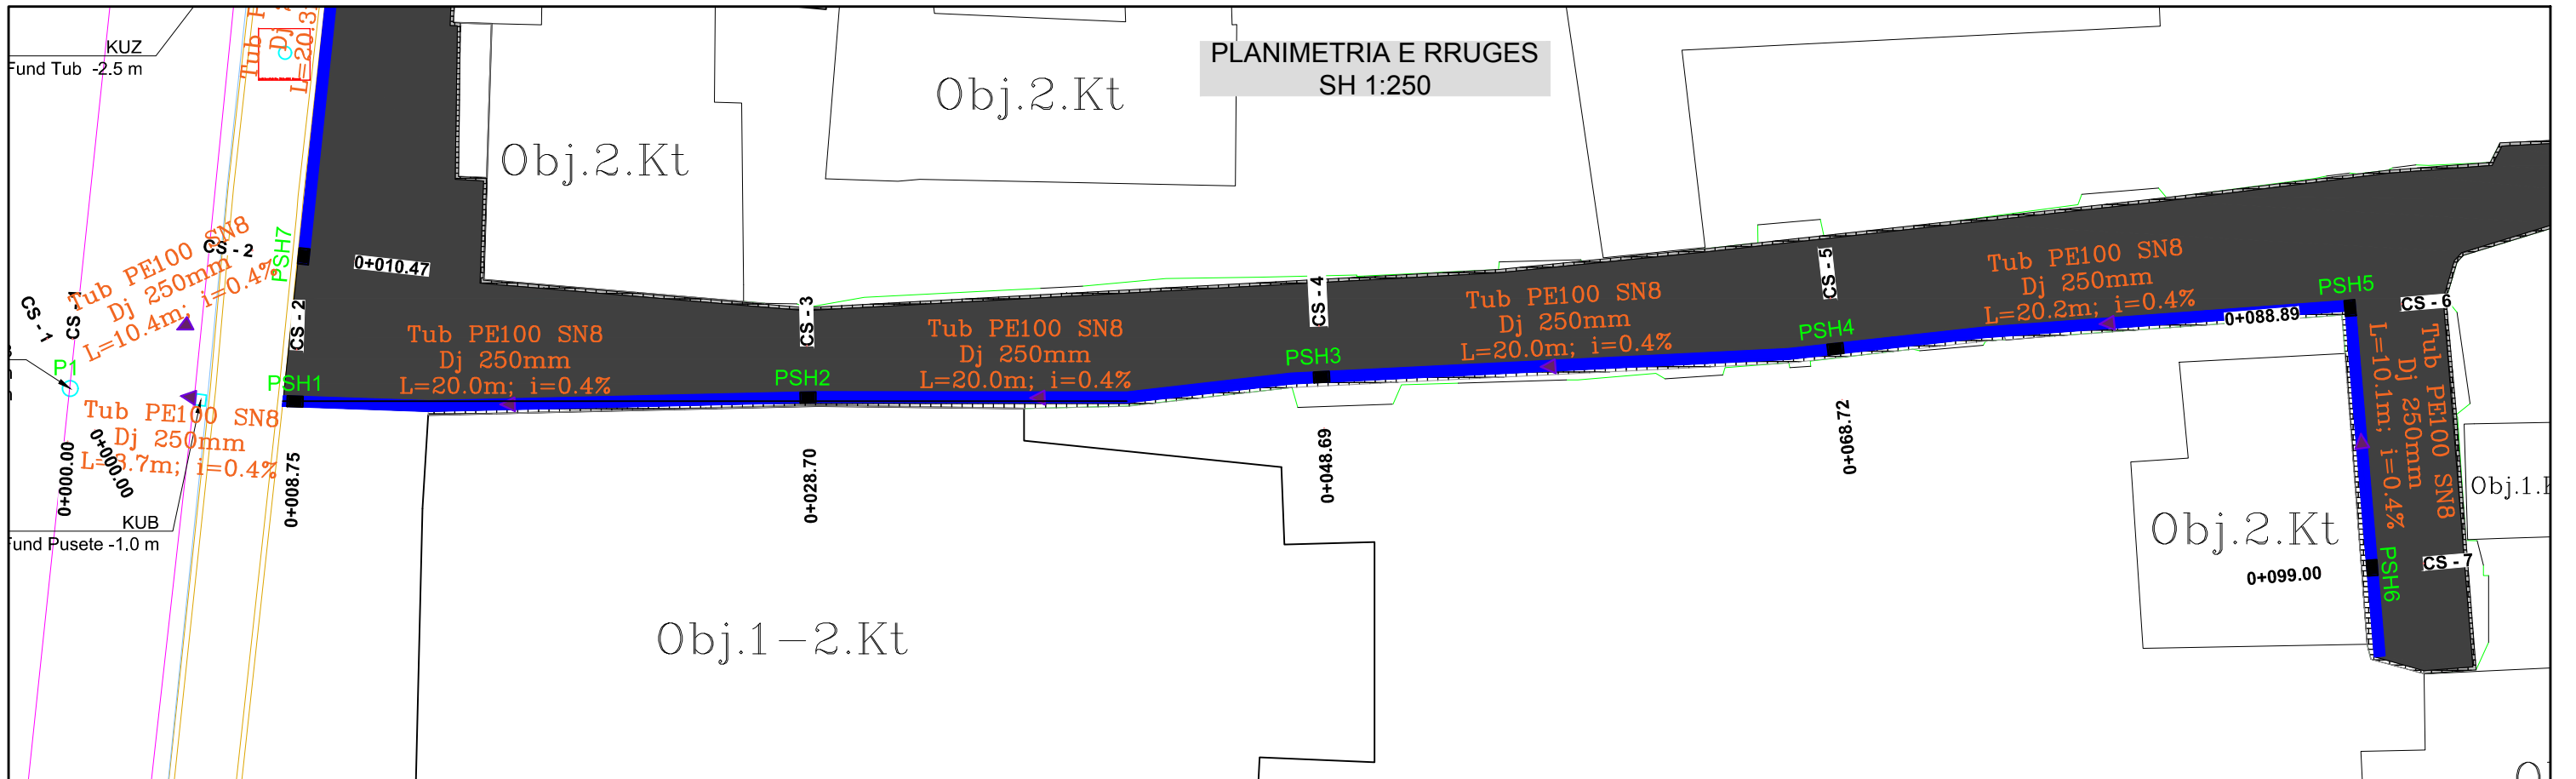 PLANIMETRIA E RRUGES
SH 1:250
KUZ
Fund Tub -2.5 m
Obj.2.Kt
Obj.2.Kt
Tub PE100 SN8
Dj 250mm
L=10.4m; i=0.4%
CS - 2
PSH7
0+010.47
CS - 1
CS - 2
CS - 3
CS - 4
CS - 5
CS - 6
P1
PSH1
PSH2
PSH3
PSH4
PSH5
Tub PE100 SN8
Dj 250mm
L=20.0m; i=0.4%
Tub PE100 SN8
Dj 250mm
L=20.0m; i=0.4%
Tub PE100 SN8
Dj 250mm
L=20.0m; i=0.4%
Tub PE100 SN8
Dj 250mm
L=20.2m; i=0.4%
0+088.89
Tub PE100 SN8
Dj 250mm
i=0.4%
0+000.00
0+000.00
0+008.75
0+028.70
0+048.69
0+068.72
Tub PE100 SN8
Dj 250mm
L=10.1m; i=0.4%
KUB
Fund Pusete -1.0 m
Obj.1-2.Kt
Obj.2.Kt
0+099.00
PSH6
CS - 7